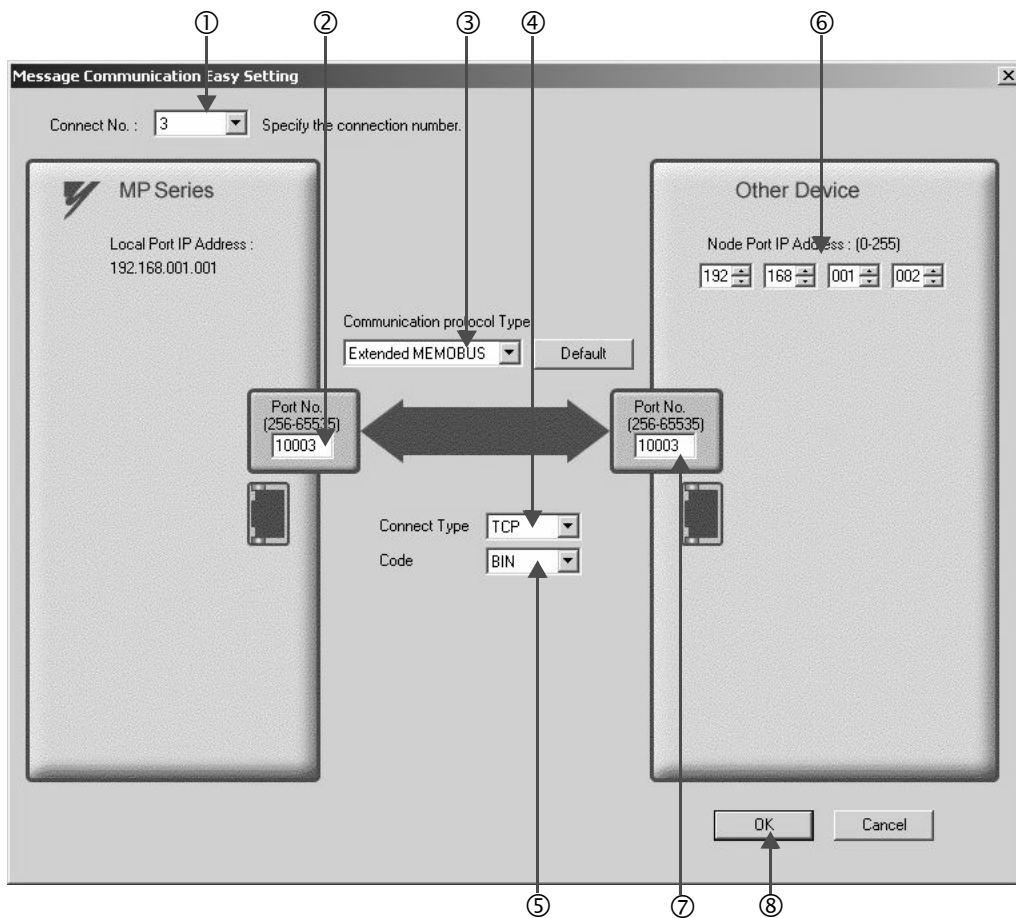 ① ② ③ ④ ⑥
Message Communication Easy Setting
Connect No. : 3 Specify the connection number.
MP Series
Local Port IP Address :
192.168.001.001
Other Device
Node Port IP Address : (0-255)
192 168 001 002
Communication protocol Type
Extended MEMOBUS Default
Port No.
(256-65535)
10003
Port No.
(256-65535)
10003
Connect Type TCP
Code BIN
OK Cancel
⑤ ⑦ ⑧